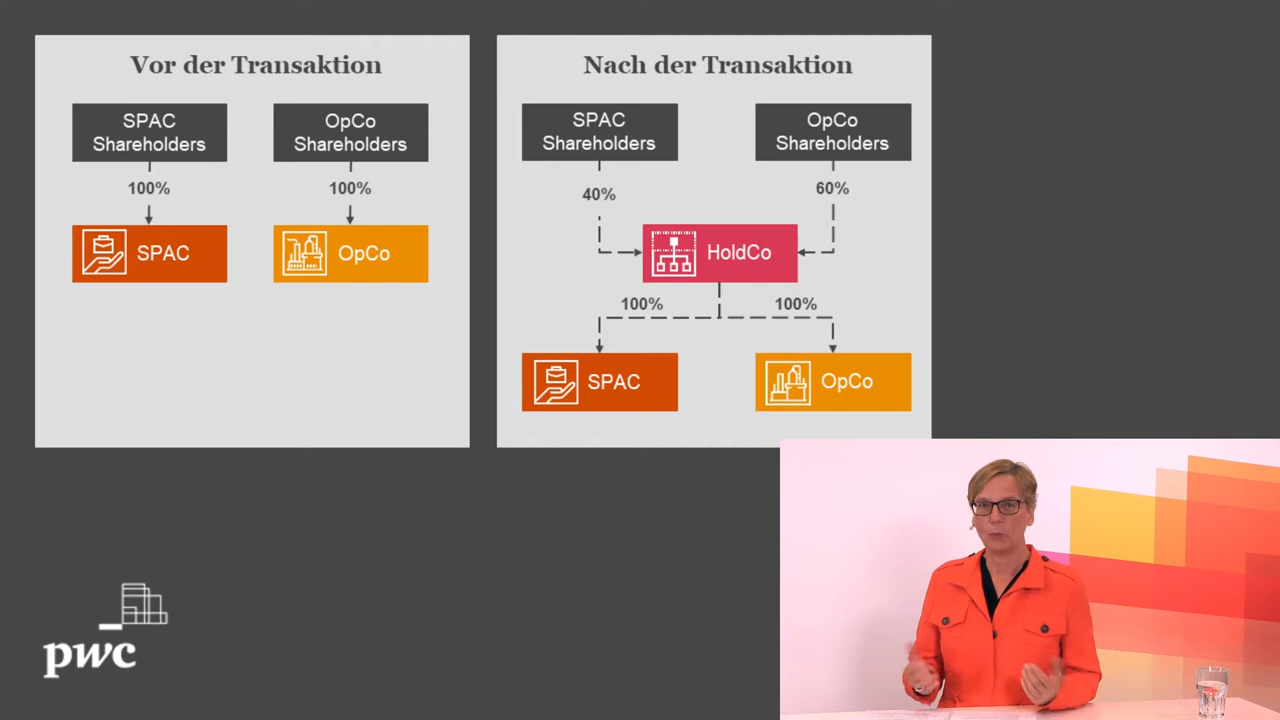 Vor der Transaktion
SPAC
Shareholders
OpCo
Shareholders
100%
100%
SPAC
OpCo
Nach der Transaktion
SPAC
Shareholders
OpCo
Shareholders
40%
60%
HoldCo
100%
100%
SPAC
OpCo
pwc